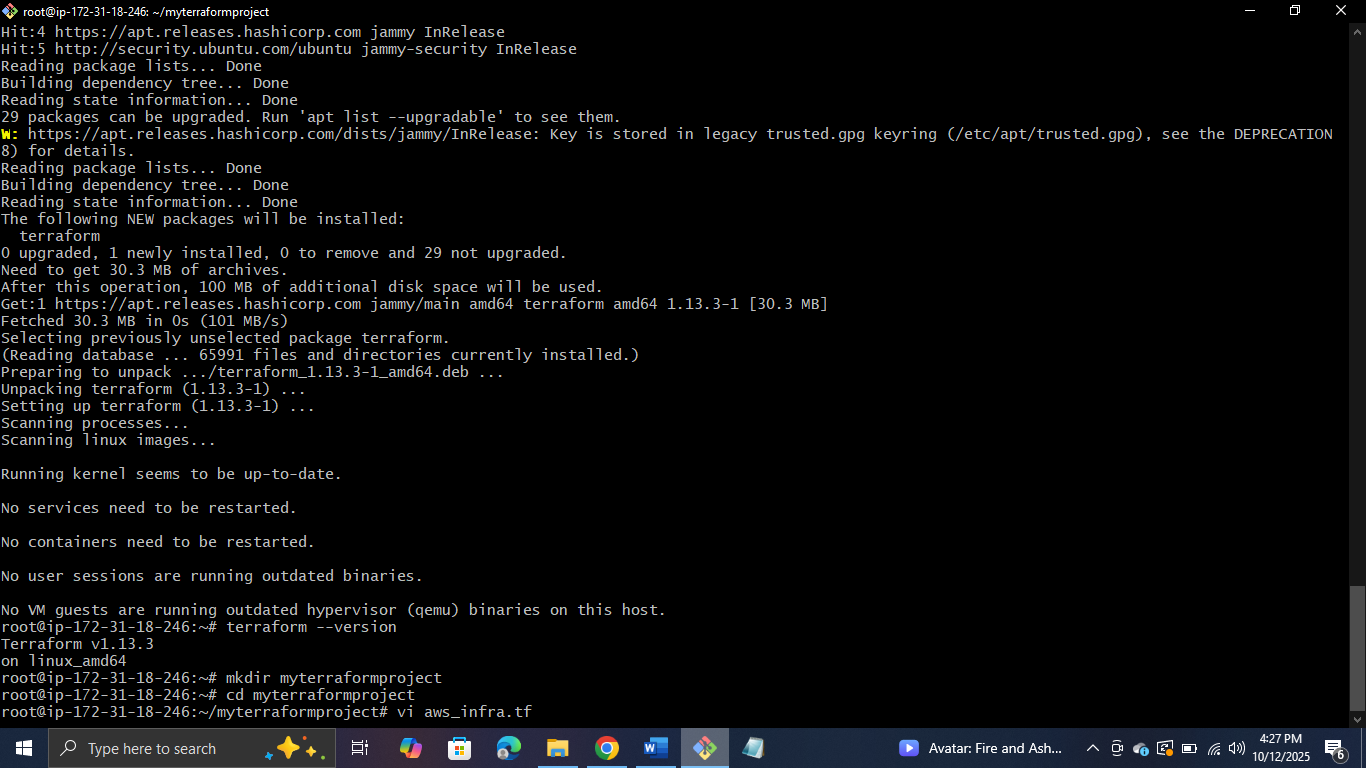 root@ip-172-31-18-246: ~/myterraformproject
Hit:4 https://apt.releases.hashicorp.com jammy InRelease
Hit:5 http://security.ubuntu.com/ubuntu jammy-security InRelease
Reading package lists... Done
Building dependency tree... Done
Reading state information... Done
29 packages can be upgraded. Run 'apt list --upgradable' to see them.
W: https://apt.releases.hashicorp.com/dists/jammy/InRelease: Key is stored in legacy trusted.gpg keyring (/etc/apt/trusted.gpg), see the DEPRECATION
8) for details.
Reading package lists... Done
Building dependency tree... Done
Reading state information... Done
The following NEW packages will be installed:
  terraform
0 upgraded, 1 newly installed, 0 to remove and 29 not upgraded.
Need to get 30.3 MB of archives.
After this operation, 100 MB of additional disk space will be used.
Get:1 https://apt.releases.hashicorp.com jammy/main amd64 terraform amd64 1.13.3-1 [30.3 MB]
Fetched 30.3 MB in 0s (101 MB/s)
Selecting previously unselected package terraform.
(Reading database ... 65991 files and directories currently installed.)
Preparing to unpack .../terraform_1.13.3-1_amd64.deb ...
Unpacking terraform (1.13.3-1) ...
Setting up terraform (1.13.3-1) ...
Scanning processes...
Scanning linux images...
Running kernel seems to be up-to-date.
No services need to be restarted.
No containers need to be restarted.
No user sessions are running outdated binaries.
No VM guests are running outdated hypervisor (qemu) binaries on this host.
root@ip-172-31-18-246:~# terraform --version
Terraform v1.13.3
on linux_amd64
root@ip-172-31-18-246:~# mkdir myterraformproject
root@ip-172-31-18-246:~# cd myterraformproject
root@ip-172-31-18-246:~/myterraformproject# vi aws_infra.tf
Type here to search
Avatar: Fire and Ash...
4:27 PM
10/12/2025
6